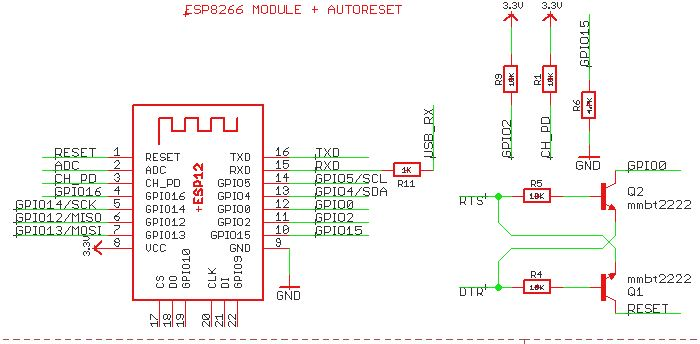 ESP8266 MODULE + AUTORESET
3.3V 3.3V
GPIO15
R9 10K R1 10K
R6
GPIO2 CH_PD
GND
USB_RX
1K
R11
RESET 1 RESET TXD 16 TXD
ADC 2 ADC RXD 15 RXD
CH_PD 3 CH_PD GPIO5 14 GPIO5/SCL
GPIO16 4 GPIO16 GPIO4 13 GPIO4/SDA
GPIO14/SCK 5 GPIO14 GPIO0 12 GPIO0
GPIO12/MISO 6 GPIO12 GPIO2 11 GPIO2
GPIO13/MOSI 7 GPIO13 GPIO15 10 GPIO15
3.3V 8 VCC GND 9
ESP12
CS DO GPIO10 CLK DI GPIO9
17 18 19 20 21 22
GND
GPIO0
RTS R5 10K Q2
mmbt2222
DTR R4 10K mmbt2222
Q1
RESET